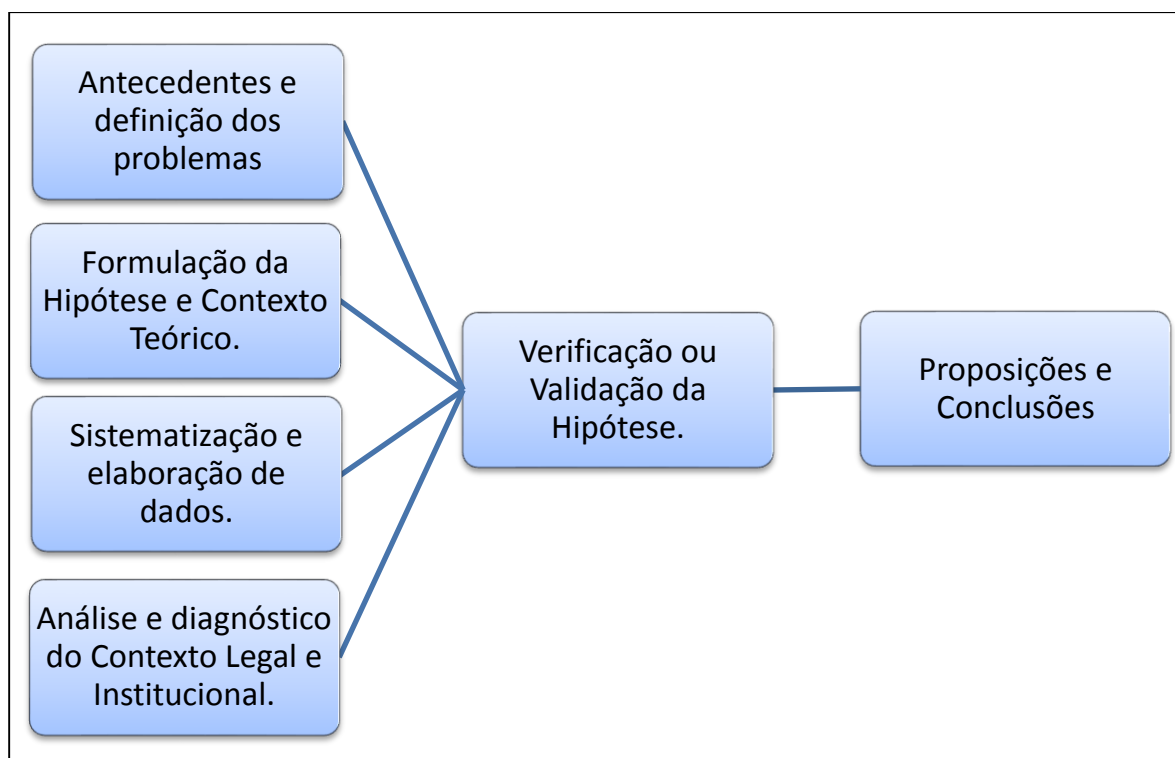 Antecedentes e
definição dos
problemas
Formulação da
Hipótese e Contexto
Teórico.
Sistematização e
elaboração de
dados.
Análise e diagnóstico
do Contexto Legal e
Institucional.
Verificação ou
Validação da
Hipótese.
Proposições e
Conclusões